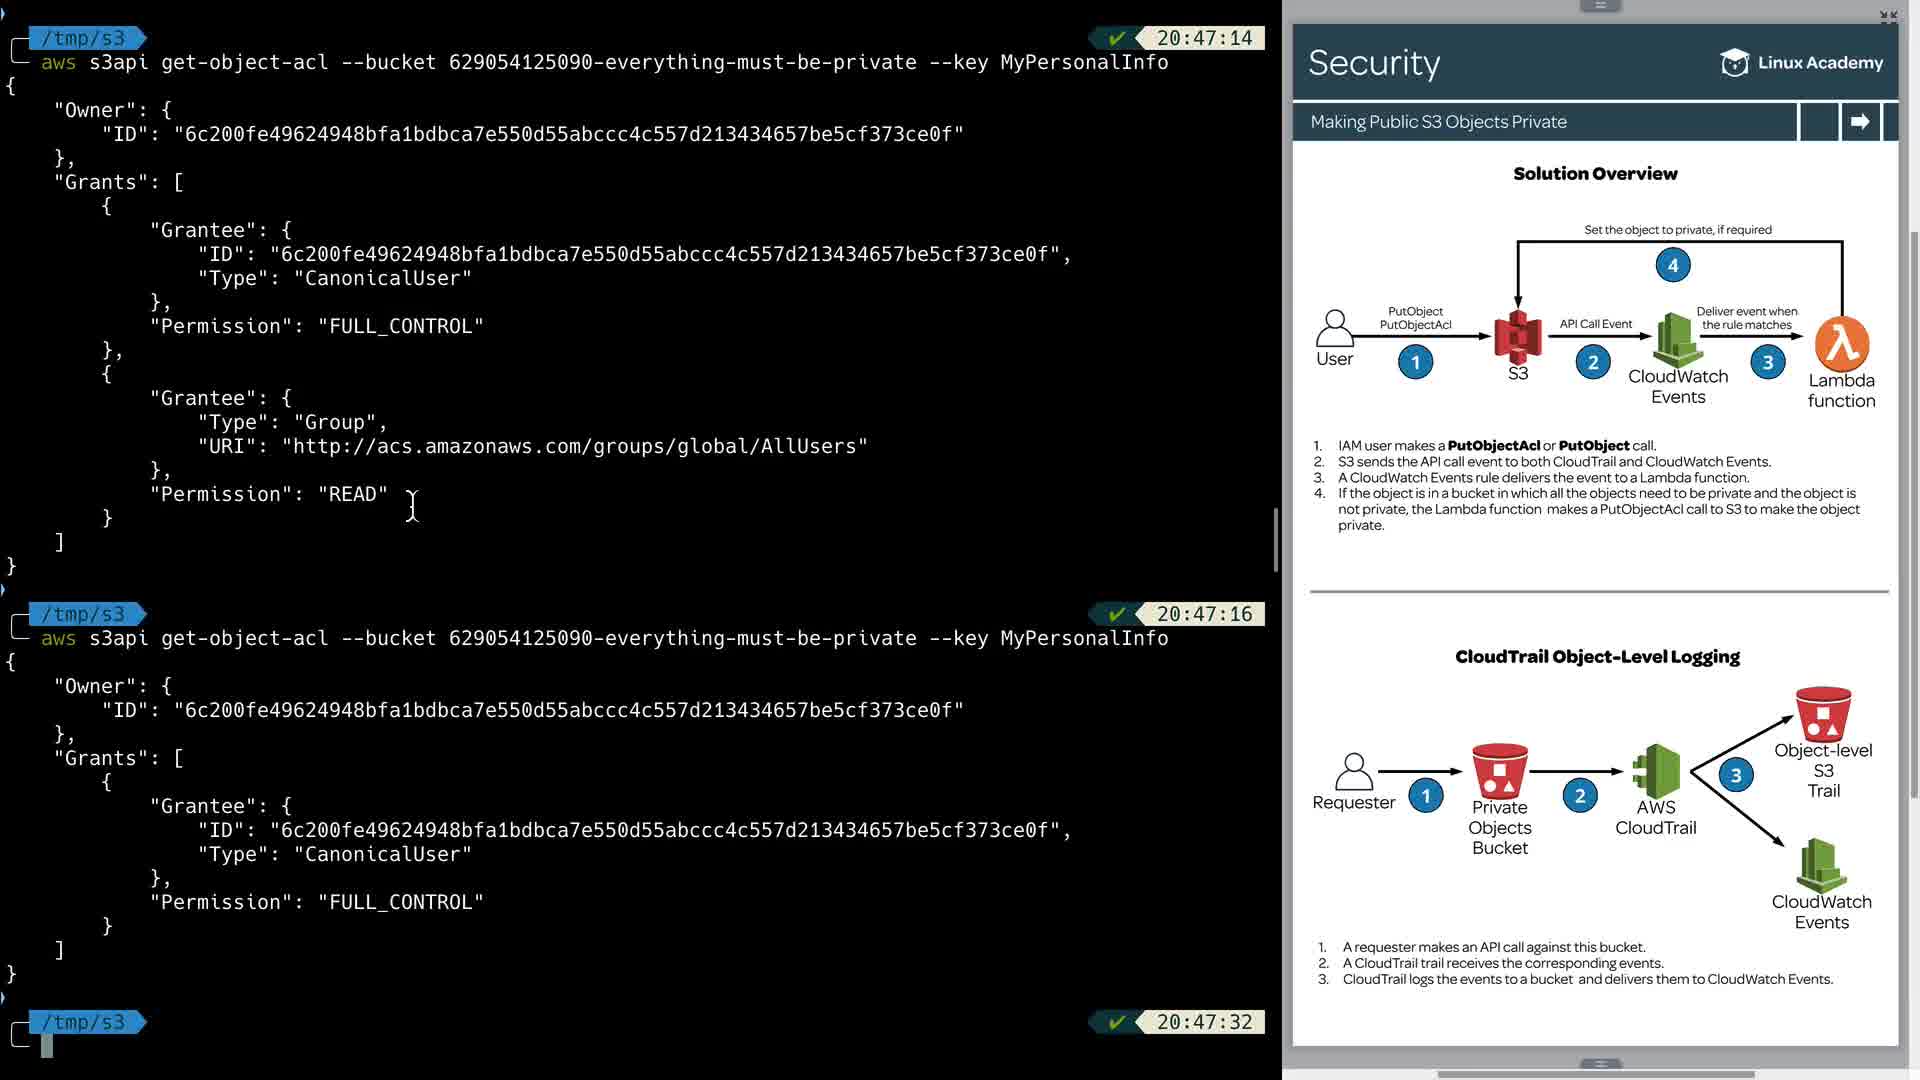 /tmp/s3 ✔ 20:47:14
aws s3api get-object-acl --bucket 629054125090-everything-must-be-private --key MyPersonalInfo
{
    "Owner": {
        "ID": "6c200fe49624948bfa1bdbca7e550d55abccc4c557d213434657be5cf373ce0f"
    },
    "Grants": [
        {
            "Grantee": {
                "ID": "6c200fe49624948bfa1bdbca7e550d55abccc4c557d213434657be5cf373ce0f",
                "Type": "CanonicalUser"
            },
            "Permission": "FULL_CONTROL"
        },
        {
            "Grantee": {
                "Type": "Group",
                "URI": "http://acs.amazonaws.com/groups/global/AllUsers"
            },
            "Permission": "READ"
        }
    ]
}
/tmp/s3 ✔ 20:47:16
aws s3api get-object-acl --bucket 629054125090-everything-must-be-private --key MyPersonalInfo
{
    "Owner": {
        "ID": "6c200fe49624948bfa1bdbca7e550d55abccc4c557d213434657be5cf373ce0f"
    },
    "Grants": [
        {
            "Grantee": {
                "ID": "6c200fe49624948bfa1bdbca7e550d55abccc4c557d213434657be5cf373ce0f",
                "Type": "CanonicalUser"
            },
            "Permission": "FULL_CONTROL"
        }
    ]
}
/tmp/s3 ✔ 20:47:32
Security
Linux Academy
Making Public S3 Objects Private
Solution Overview
Set the object to private, if required
4
PutObject
PutObjectAcl
API Call Event
Deliver event when
the rule matches
1
2
3
User
S3
CloudWatch
Events
Lambda
function
1. IAM user makes a PutObjectAcl or PutObject call.
2. S3 sends the API call event to both CloudTrail and CloudWatch Events.
3. A CloudWatch Events rule delivers the event to a Lambda function.
4. If the object is in a bucket in which all the objects need to be private and the object is
not private, the Lambda function makes a PutObjectAcl call to S3 to make the object
private.
CloudTrail Object-Level Logging
Requester
1
Private
Objects
Bucket
2
AWS
CloudTrail
3
Object-level
S3
Trail
CloudWatch
Events
1. A requester makes an API call against this bucket.
2. A CloudTrail trail receives the corresponding events.
3. CloudTrail logs the events to a bucket and delivers them to CloudWatch Events.